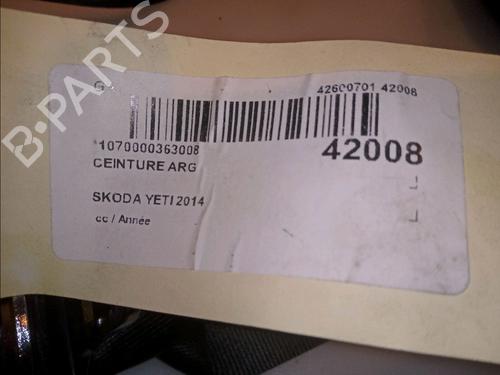 B-PARTS
42600701 42008
*1070000363008
42008
CEINTURE ARG
SKODA YETI 2014
cc / Année